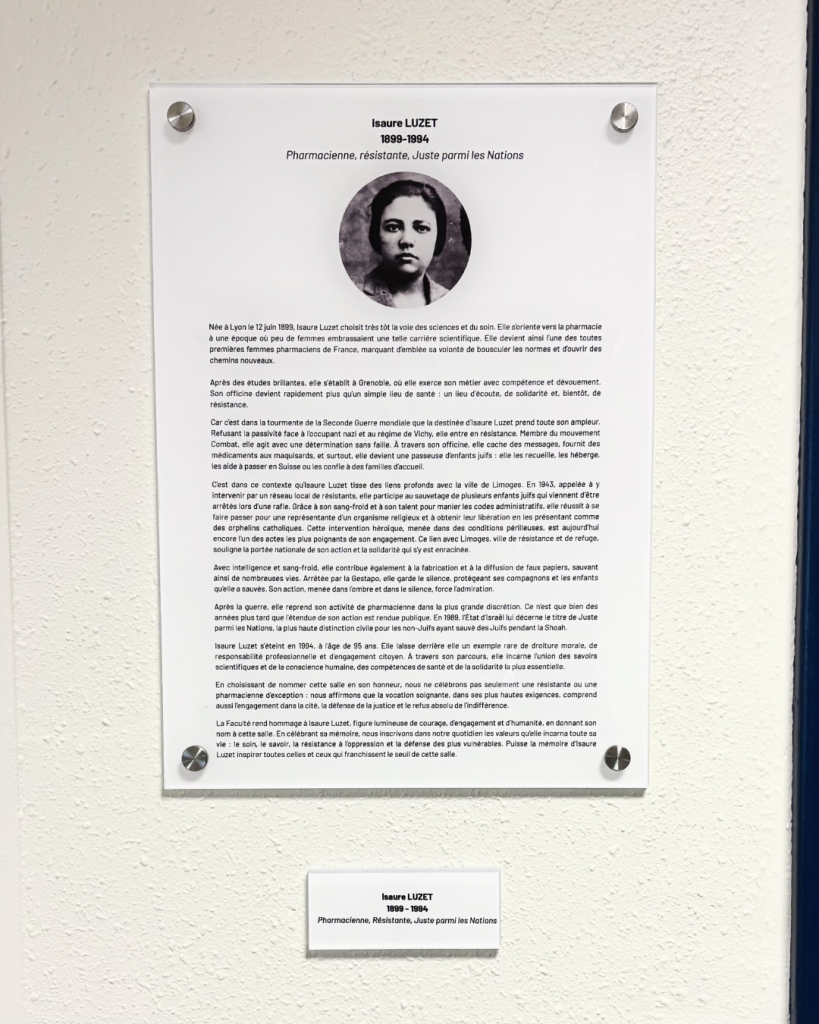 Isaure LUZET
1899-1994
Pharmacienne, résistante, Juste parmi les Nations
Née à Lyon le 12 juin 1899, Isaure Luzet choisit très tôt la voie des sciences et du soin. Elle s'oriente vers la pharmacie
à une époque où peu de femmes embrassaient une telle carrière scientifique. Elle devient ainsi l'une des toutes
premières femmes pharmaciens de France, marquant d'emblée sa volonté de bousculer les normes et d'ouvrir des
chemins nouveaux.
Après des études brillantes, elle s'établit à Grenoble, où elle exerce son métier avec compétence et dévouement.
Son officine devient rapidement plus qu'un simple lieu de santé : un lieu d'écoute, de solidarité et, bientôt, de
résistance.
Car c'est dans la tourmente de la Seconde Guerre mondiale que la destinée d'Isaure Luzet prend toute son ampleur.
Refusant la passivité face à l'occupant nazi et au régime de Vichy, elle entre en résistance. Membre du mouvement
Combat, elle agit avec une détermination sans faille. À travers son officine, elle cache des messages, fournit des
médicaments aux maquisards, et surtout, elle devient une passeuse d'enfants juifs : elle les recueille, les héberge,
les aide à passer en Suisse ou les confie à des familles d'accueil.
C'est dans ce contexte qu'Isaure Luzet tisse des liens profonds avec la ville de Limoges. En 1943, appelée à y
intervenir par un réseau local de résistants, elle participe au sauvetage de plusieurs enfants juifs qui viennent d'être
arrêtés lors d'une rafle. Grâce à son sang-froid et à son talent pour manier les codes administratifs, elle réussit à se
faire passer pour une représentante d'un organisme religieux et à obtenir leur libération en les présentant comme
des orphelins catholiques. Cette intervention héroïque, menée dans des conditions périlleuses, est aujourd'hui
encore l'un des actes les plus poignants de son engagement. Ce lien avec Limoges, ville de résistance et de refuge,
souligne la portée nationale de son action et la solidarité qui s'y est enracinée.
Avec intelligence et sang-froid, elle contribue également à la fabrication et à la diffusion de faux papiers, sauvant
ainsi de nombreuses vies. Arrêtée par la Gestapo, elle garde le silence, protégeant ses compagnons et les enfants
qu'elle a sauvés. Son action, menée dans l'ombre et dans le silence, force l'admiration.
Après la guerre, elle reprend son activité de pharmacienne dans la plus grande discrétion. Ce n'est que bien des
années plus tard que l'étendue de son action est rendue publique. En 1989, l'État d'Israël lui décerne le titre de Juste
parmi les Nations, la plus haute distinction civile pour les non-Juifs ayant sauvé des Juifs pendant la Shoah.
Isaure Luzet s'éteint en 1994, à l'âge de 95 ans. Elle laisse derrière elle un exemple rare de droiture morale, de
responsabilité professionnelle et d'engagement citoyen. À travers son parcours, elle incarne l'union des savoirs
scientifiques et de la conscience humaine, des compétences de santé et de la solidarité la plus essentielle.
En choisissant de nommer cette salle en son honneur, nous ne célébrons pas seulement une résistante ou une
pharmacienne d'exception : nous affirmons que la vocation soignante, dans ses plus hautes exigences, comprend
aussi l'engagement dans la cité, la défense de la justice et le refus absolu de l'indifférence.
La Faculté rend hommage à Isaure Luzet, figure lumineuse de courage, d'engagement et d'humanité, en donnant son
nom à cette salle. En célébrant sa mémoire, nous inscrivons dans notre quotidien les valeurs qu'elle incarna toute sa
vie : le soin, le savoir, la résistance à l'oppression et la défense des plus vulnérables. Puisse la mémoire d'Isaure
Luzet inspirer toutes celles et ceux qui franchissent le seuil de cette salle.
Isaure LUZET
1899 - 1994
Pharmacienne, Résistante, Juste parmi les Nations